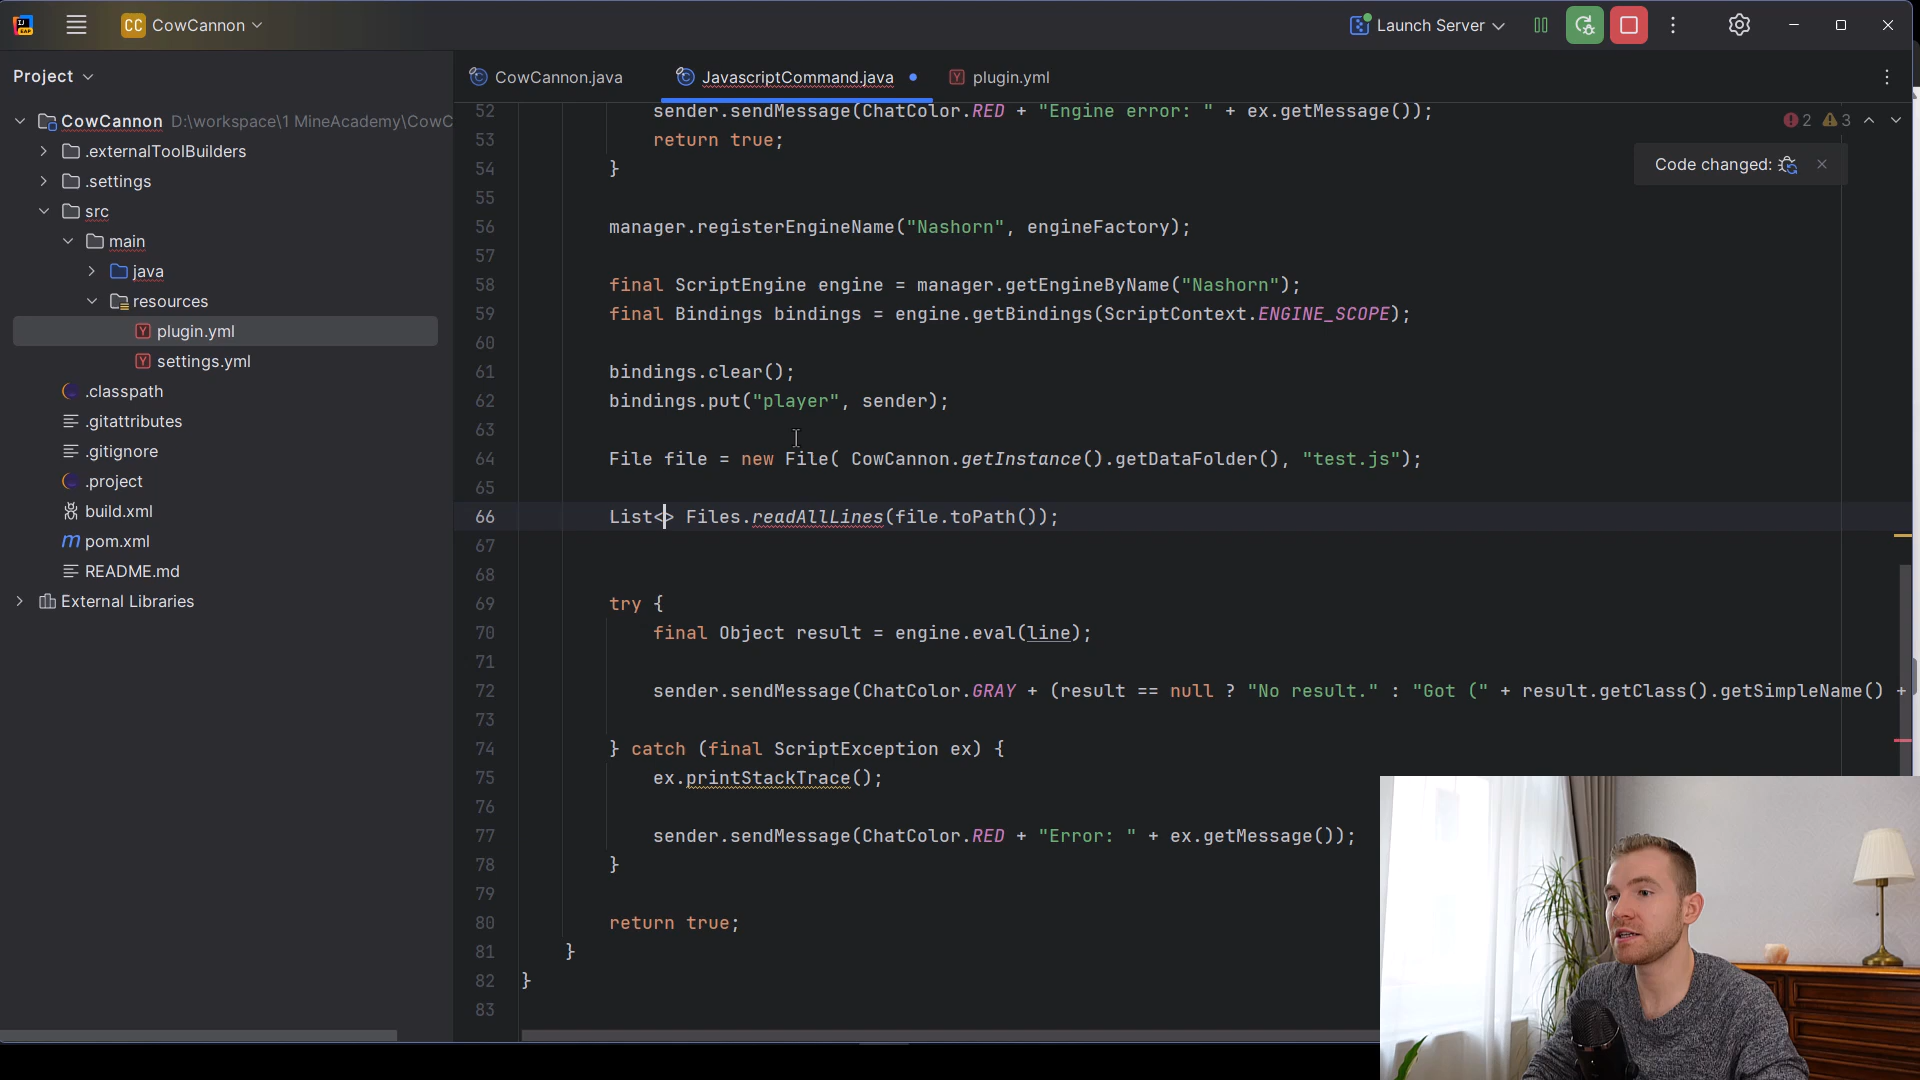 CC CowCannon
Launch Server
Project
CowCannon.java
JavascriptCommand.java
plugin.yml
CowCannon D:\workspace\1 MineAcademy\CowC
.externalToolBuilders
.settings
src
main
java
resources
plugin.yml
settings.yml
.classpath
.gitattributes
.gitignore
.project
build.xml
m pom.xml
README.md
External Libraries
2 3
Code changed:
52 sender.sendMessage(ChatColor.RED + "Engine error: " + ex.getMessage());
53 return true;
54 }
55
56 manager.registerEngineName("Nashorn", engineFactory);
57
58 final ScriptEngine engine = manager.getEngineByName("Nashorn");
59 final Bindings bindings = engine.getBindings(ScriptContext.ENGINE_SCOPE);
60
61 bindings.clear();
62 bindings.put("player", sender);
63
64 File file = new File( CowCannon.getInstance().getDataFolder(), "test.js");
65
66 List<> Files.readAllLines(file.toPath());
67
68
69 try {
70 final Object result = engine.eval(line);
71
72 sender.sendMessage(ChatColor.GRAY + (result == null ? "No result." : "Got (" + result.getClass().getSimpleName() +
73
74 } catch (final ScriptException ex) {
75 ex.printStackTrace();
76
77 sender.sendMessage(ChatColor.RED + "Error: " + ex.getMessage());
78 }
79
80 return true;
81 }
82 }
83